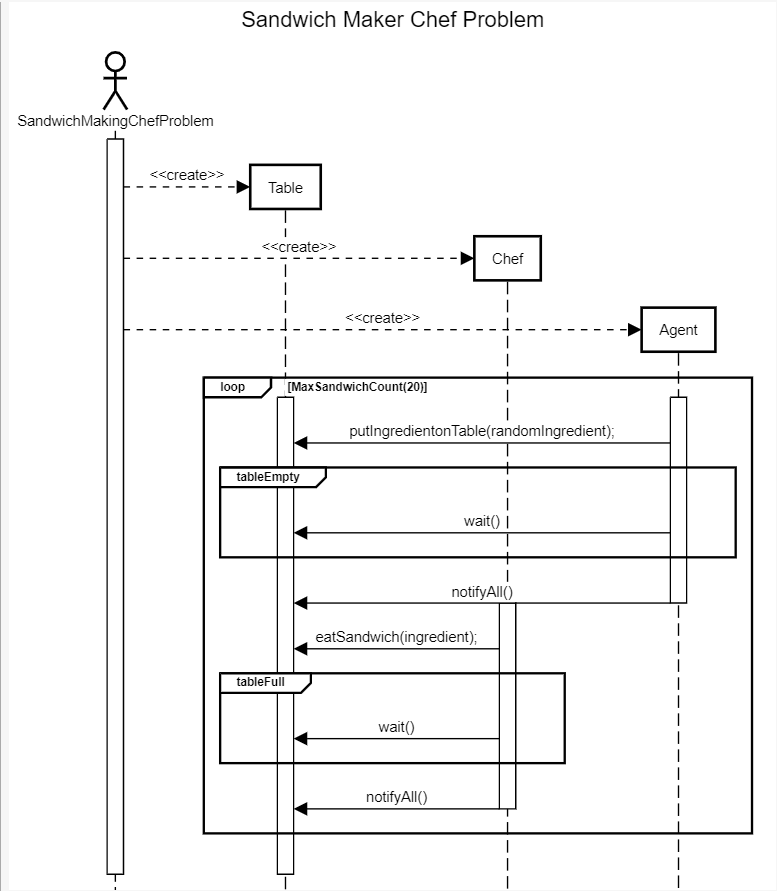 Sandwich Maker Chef Problem
SandwichMakingChefProblem
<<create>>
Table
<<create>>
Chef
<<create>>
Agent
loop [MaxSandwichCount(20)]
putIngredientonTable(randomIngredient);
tableEmpty
wait()
notifyAll()
eatSandwich(ingredient);
tableFull
wait()
notifyAll()